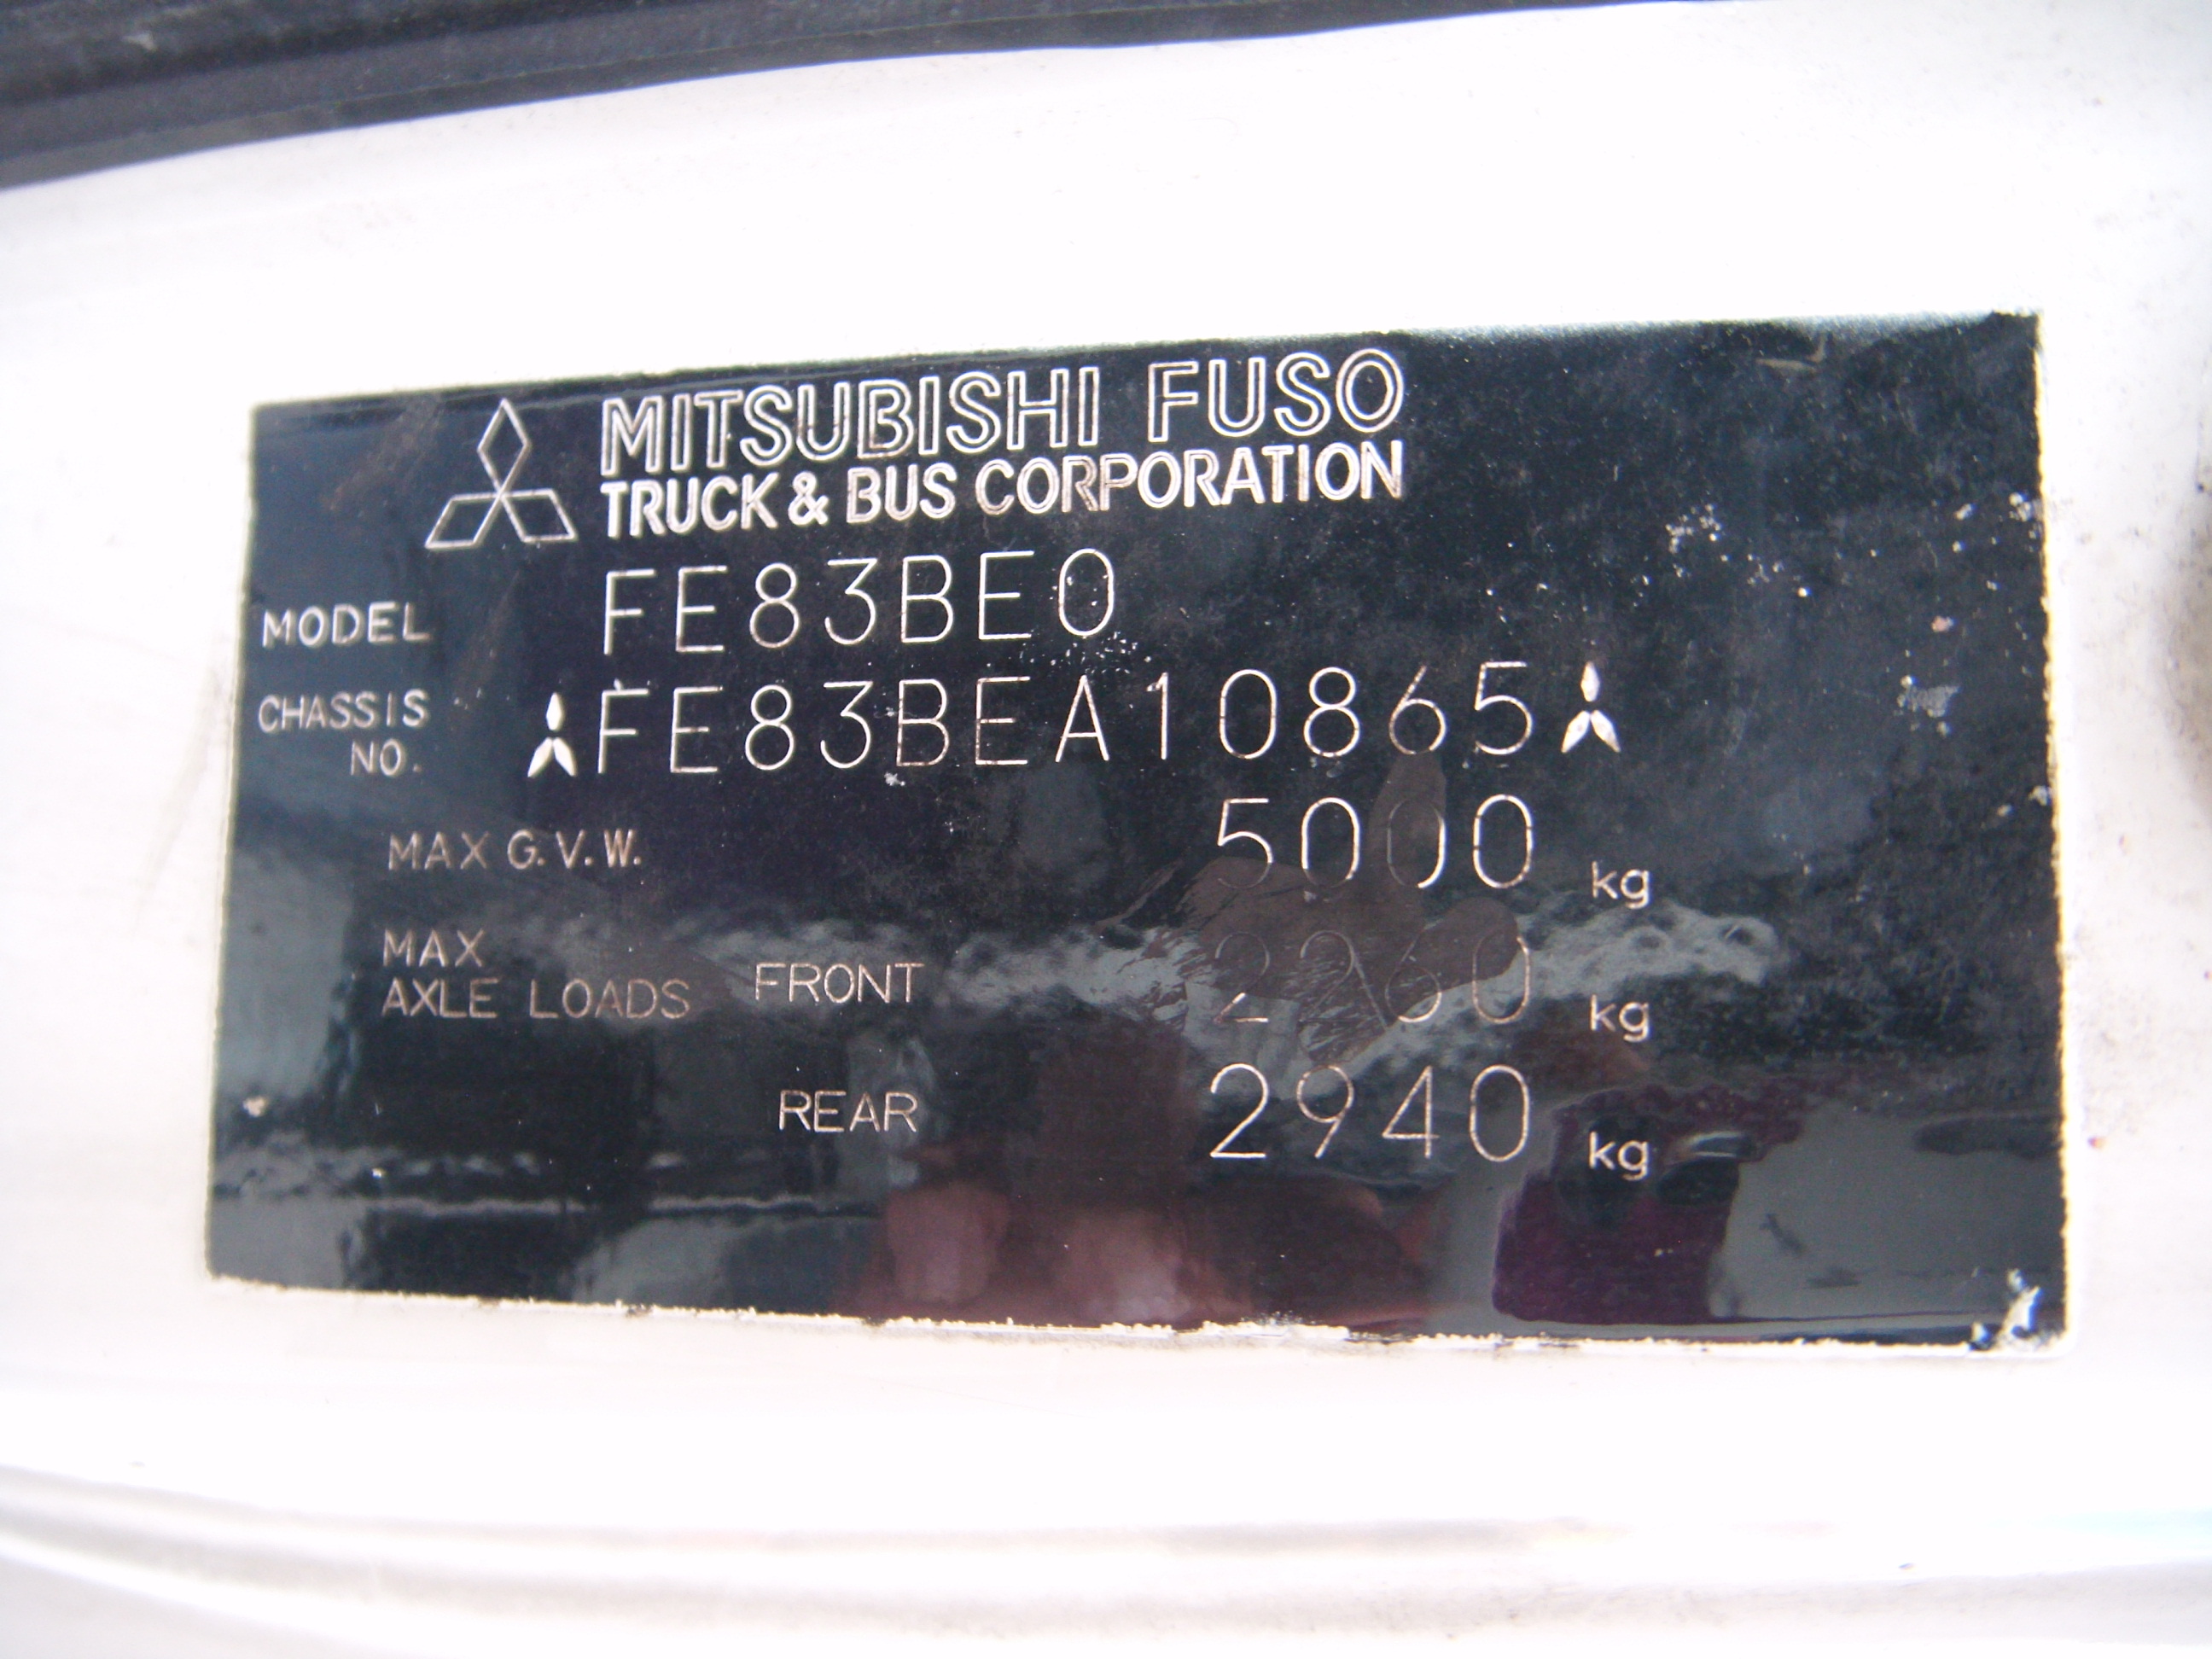 MITSUBISHI FUSO
TRUCK & BUS CORPORATION
MODEL FE83BE0
CHASSIS NO. FE83BEA10865
MAX G.V.W. 5000 kg
MAX AXLE LOADS FRONT 2260 kg
REAR 2940 kg